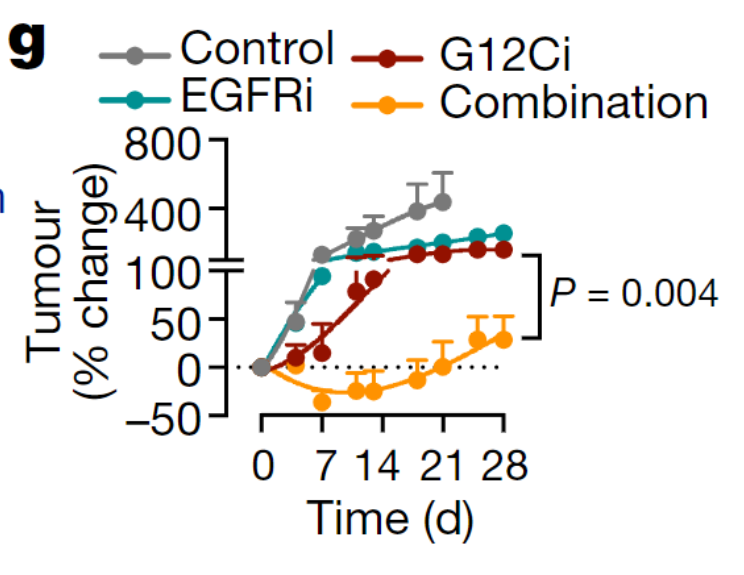 g
Control
G12Ci
EGFRi
Combination
800
400
100
50
0
−50
Tumour
(% change)
P = 0.004
0 7 14 21 28
Time (d)